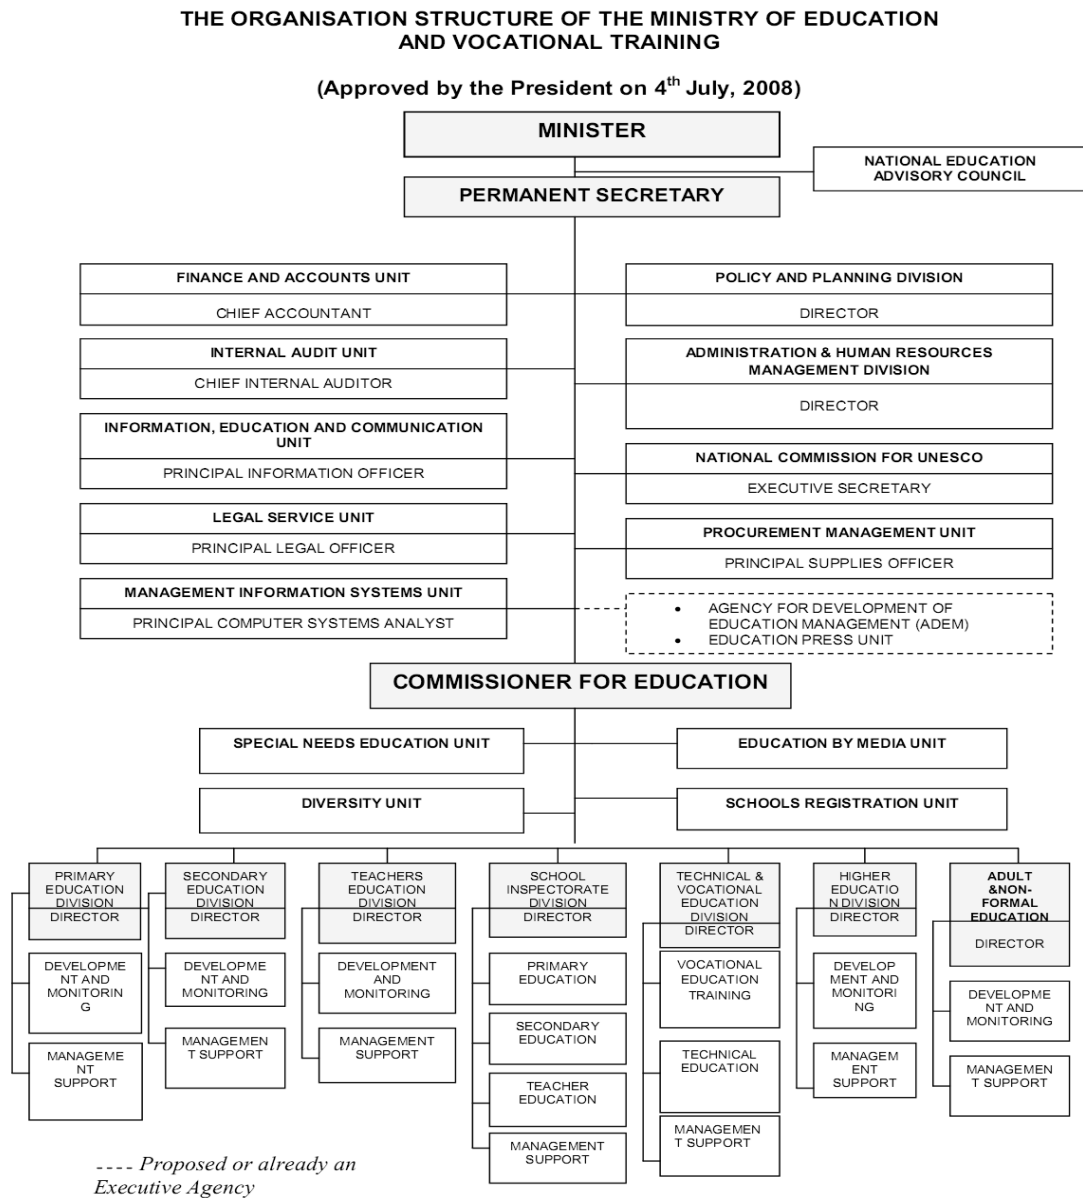 THE ORGANISATION STRUCTURE OF THE MINISTRY OF EDUCATION
AND VOCATIONAL TRAINING
(Approved by the President on 4th July, 2008)
MINISTER
NATIONAL EDUCATION
ADVISORY COUNCIL
PERMANENT SECRETARY
FINANCE AND ACCOUNTS UNIT
CHIEF ACCOUNTANT
POLICY AND PLANNING DIVISION
DIRECTOR
INTERNAL AUDIT UNIT
CHIEF INTERNAL AUDITOR
ADMINISTRATION & HUMAN RESOURCES
MANAGEMENT DIVISION
DIRECTOR
INFORMATION, EDUCATION AND COMMUNICATION
UNIT
PRINCIPAL INFORMATION OFFICER
NATIONAL COMMISSION FOR UNESCO
EXECUTIVE SECRETARY
LEGAL SERVICE UNIT
PRINCIPAL LEGAL OFFICER
PROCUREMENT MANAGEMENT UNIT
PRINCIPAL SUPPLIES OFFICER
MANAGEMENT INFORMATION SYSTEMS UNIT
PRINCIPAL COMPUTER SYSTEMS ANALYST
• AGENCY FOR DEVELOPMENT OF
EDUCATION MANAGEMENT (ADEM)
• EDUCATION PRESS UNIT
COMMISSIONER FOR EDUCATION
SPECIAL NEEDS EDUCATION UNIT
EDUCATION BY MEDIA UNIT
DIVERSITY UNIT
SCHOOLS REGISTRATION UNIT
PRIMARY
EDUCATION
DIVISION
DIRECTOR
DEVELOPME
NT AND
MONITORIN
G
MANAGEME
NT
SUPPORT
SECONDARY
EDUCATION
DIVISION
DIRECTOR
DEVELOPME
NT AND
MONITORING
MANAGEMEN
T SUPPORT
TEACHERS
EDUCATION
DIVISION
DIRECTOR
DEVELOPMENT
AND
MONITORING
MANAGEMENT
SUPPORT
SCHOOL
INSPECTORATE
DIVISION
DIRECTOR
PRIMARY
EDUCATION
SECONDARY
EDUCATION
TEACHER
EDUCATION
MANAGEMENT
SUPPORT
TECHNICAL &
VOCATIONAL
EDUCATION
DIVISION
DIRECTOR
VOCATIONAL
EDUCATION
TRAINING
TECHNICAL
EDUCATION
MANAGEMEN
T SUPPORT
HIGHER
EDUCATIO
N DIVISION
DIRECTOR
DEVELOP
MENT AND
MONITORI
NG
MANAGEM
ENT
SUPPORT
ADULT
&NON-
FORMAL
EDUCATION
DIRECTOR
DEVELOPME
NT AND
MONITORING
MANAGEMEN
T SUPPORT
---- Proposed or already an
Executive Agency